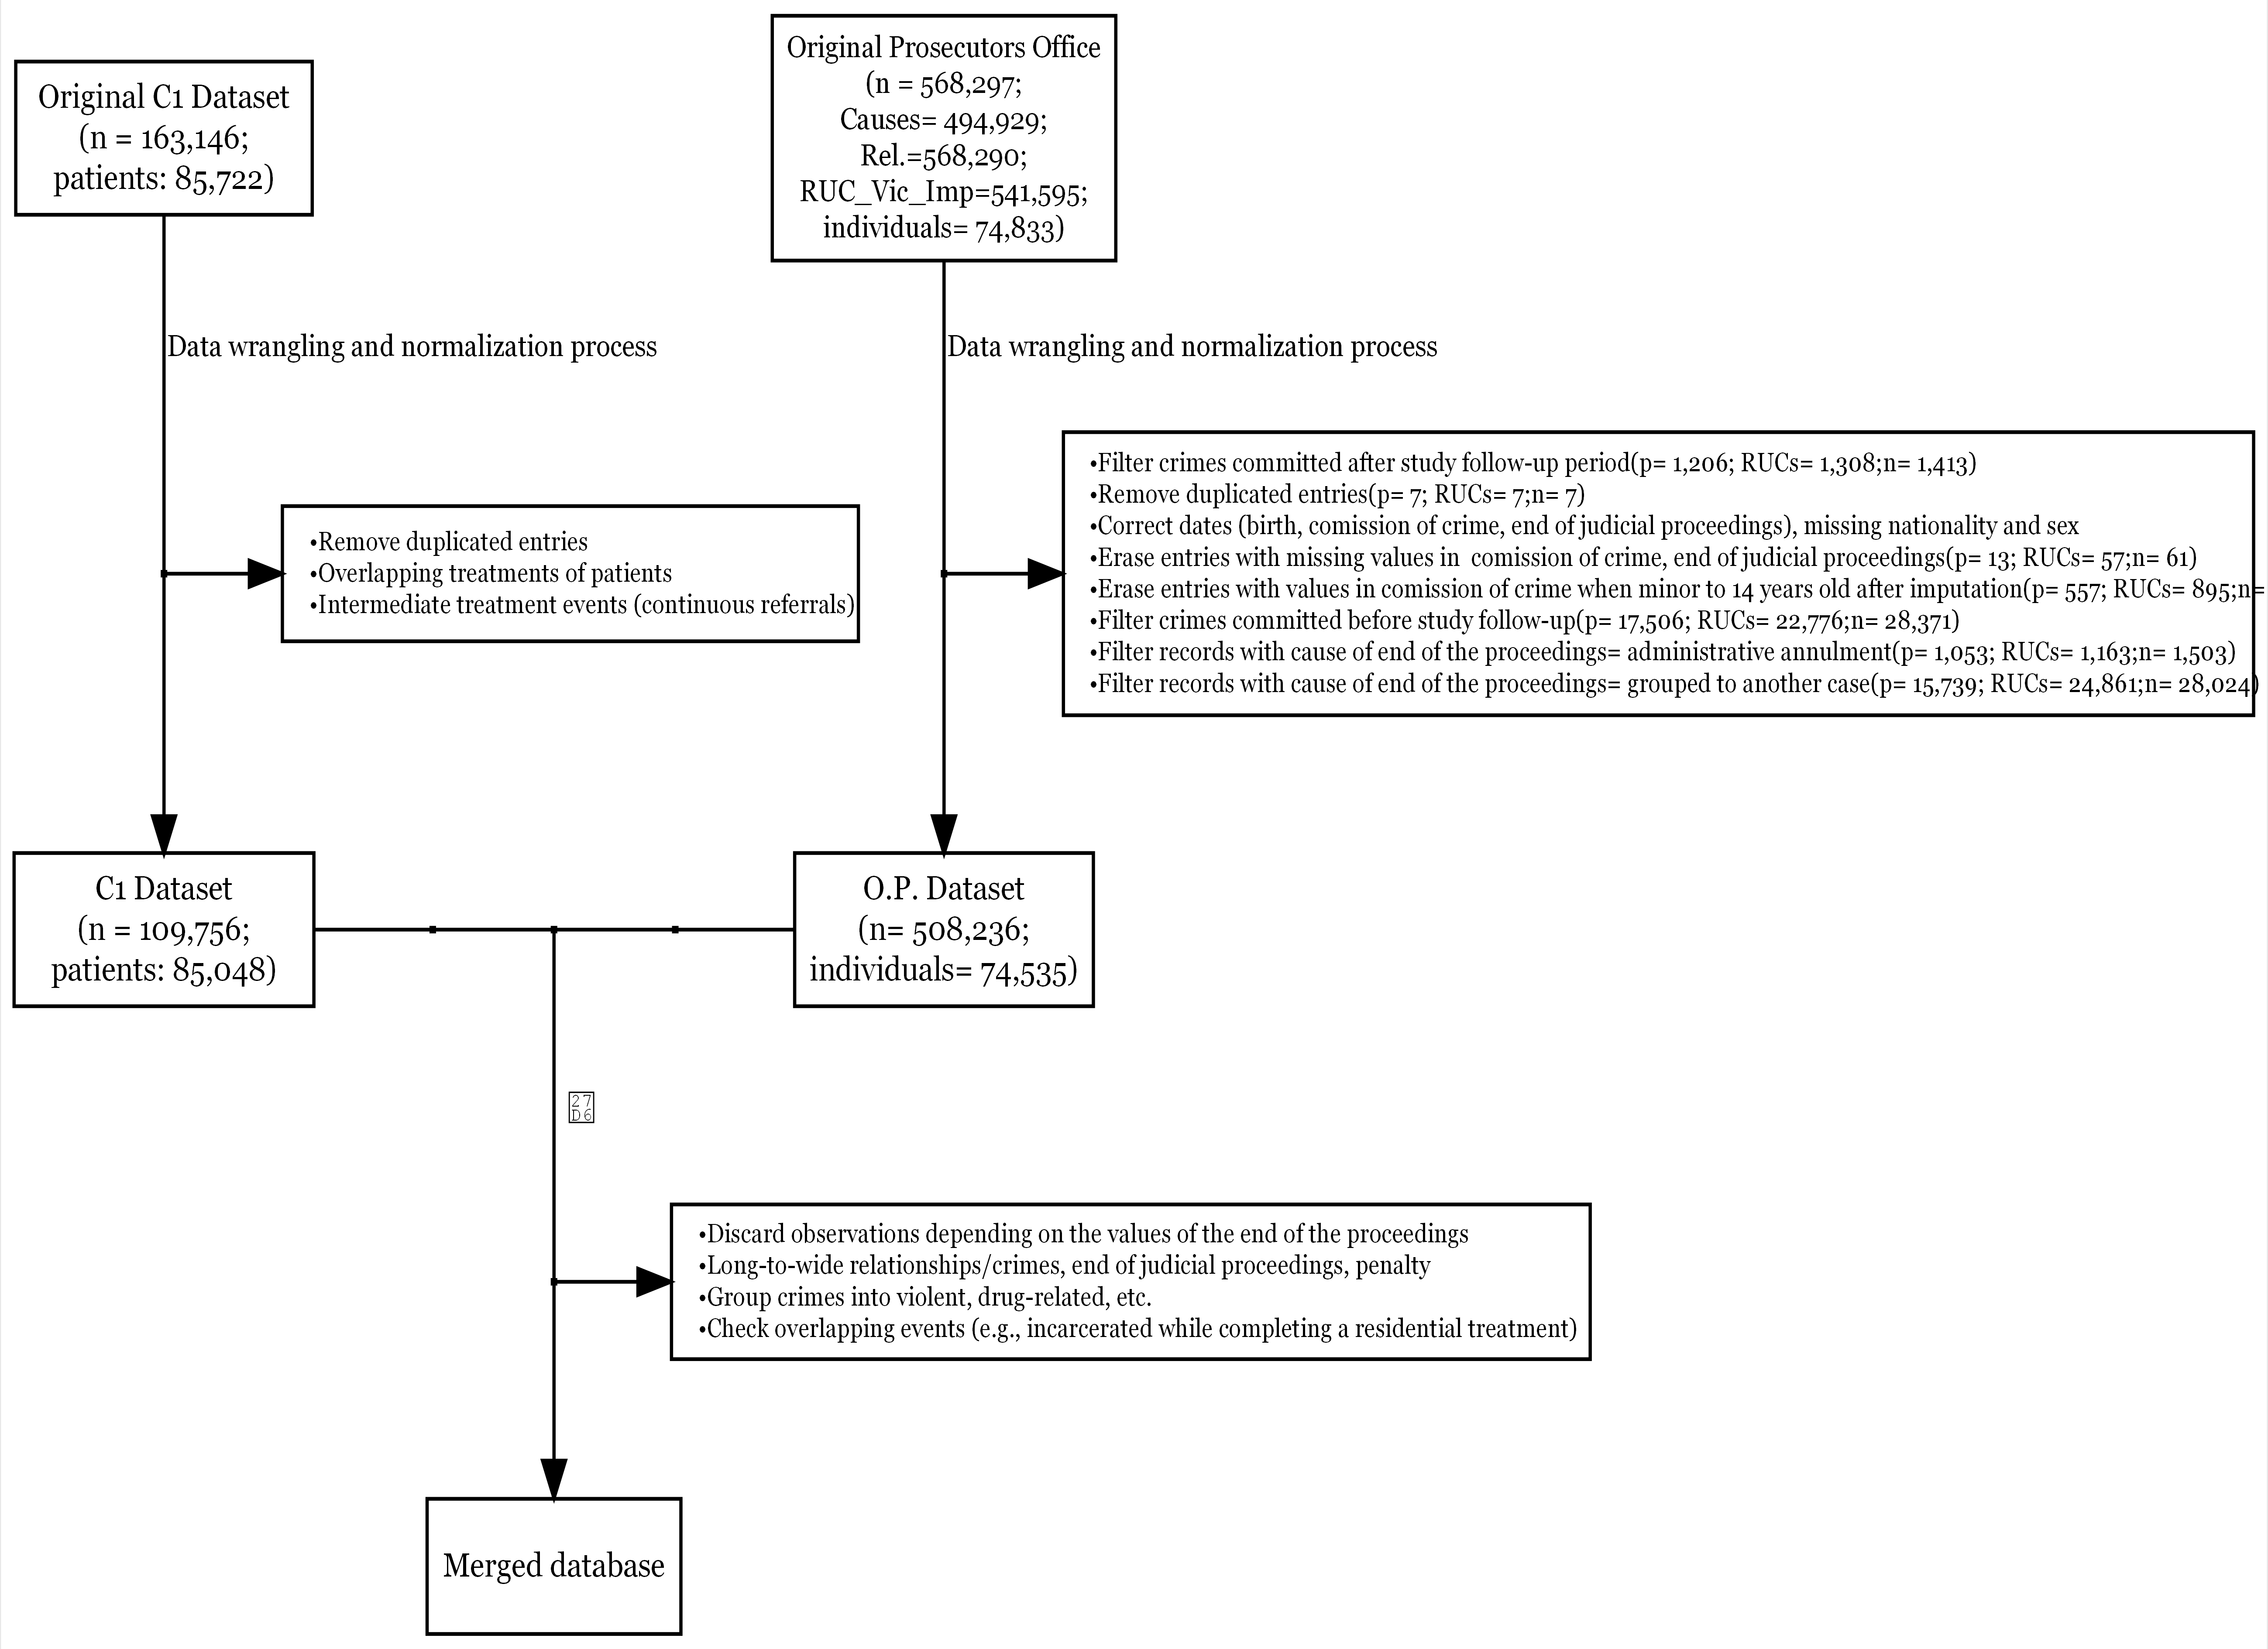 Original C1 Dataset
(n = 163,146;
patients: 85,722)
Original Prosecutors Office
(n = 568,297;
Causes= 494,929;
Rel.=568,290;
RUC_Vic_Imp=541,595;
individuals= 74,833)
Data wrangling and normalization process
Data wrangling and normalization process
•Remove duplicated entries
•Overlapping treatments of patients
•Intermediate treatment events (continuous referrals)
•Filter crimes committed after study follow-up period(p= 1,206; RUCs= 1,308;n= 1,413)
•Remove duplicated entries(p= 7; RUCs= 7;n= 7)
•Correct dates (birth, comission of crime, end of judicial proceedings), missing nationality and sex
•Erase entries with missing values in  comission of crime, end of judicial proceedings(p= 13; RUCs= 57;n= 61)
•Erase entries with values in comission of crime when minor to 14 years old after imputation(p= 557; RUCs= 895;n=
•Filter crimes committed before study follow-up(p= 17,506; RUCs= 22,776;n= 28,371)
•Filter records with cause of end of the proceedings= administrative annulment(p= 1,053; RUCs= 1,163;n= 1,503)
•Filter records with cause of end of the proceedings= grouped to another case(p= 15,739; RUCs= 24,861;n= 28,024)
C1 Dataset
(n = 109,756;
patients: 85,048)
O.P. Dataset
(n= 508,236;
individuals= 74,535)
27
D6
•Discard observations depending on the values of the end of the proceedings
•Long-to-wide relationships/crimes, end of judicial proceedings, penalty
•Group crimes into violent, drug-related, etc.
•Check overlapping events (e.g., incarcerated while completing a residential treatment)
Merged database